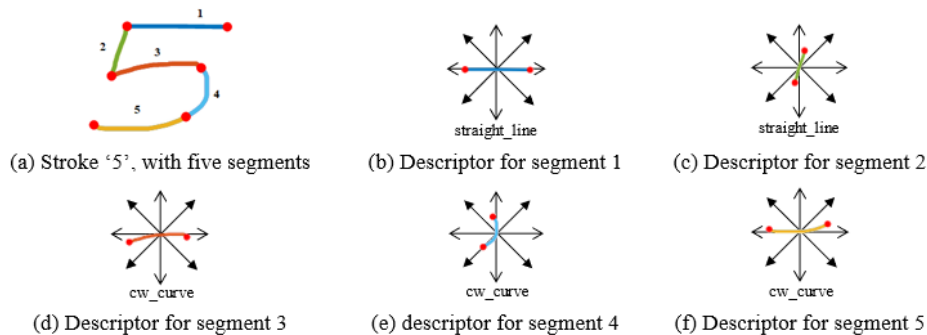 1
2
3
4
5
straight_line
straight_line
(a) Stroke ‘5’, with five segments
(b) Descriptor for segment 1
(c) Descriptor for segment 2
cw_curve
cw_curve
cw_curve
(d) Descriptor for segment 3
(e) descriptor for segment 4
(f) Descriptor for segment 5